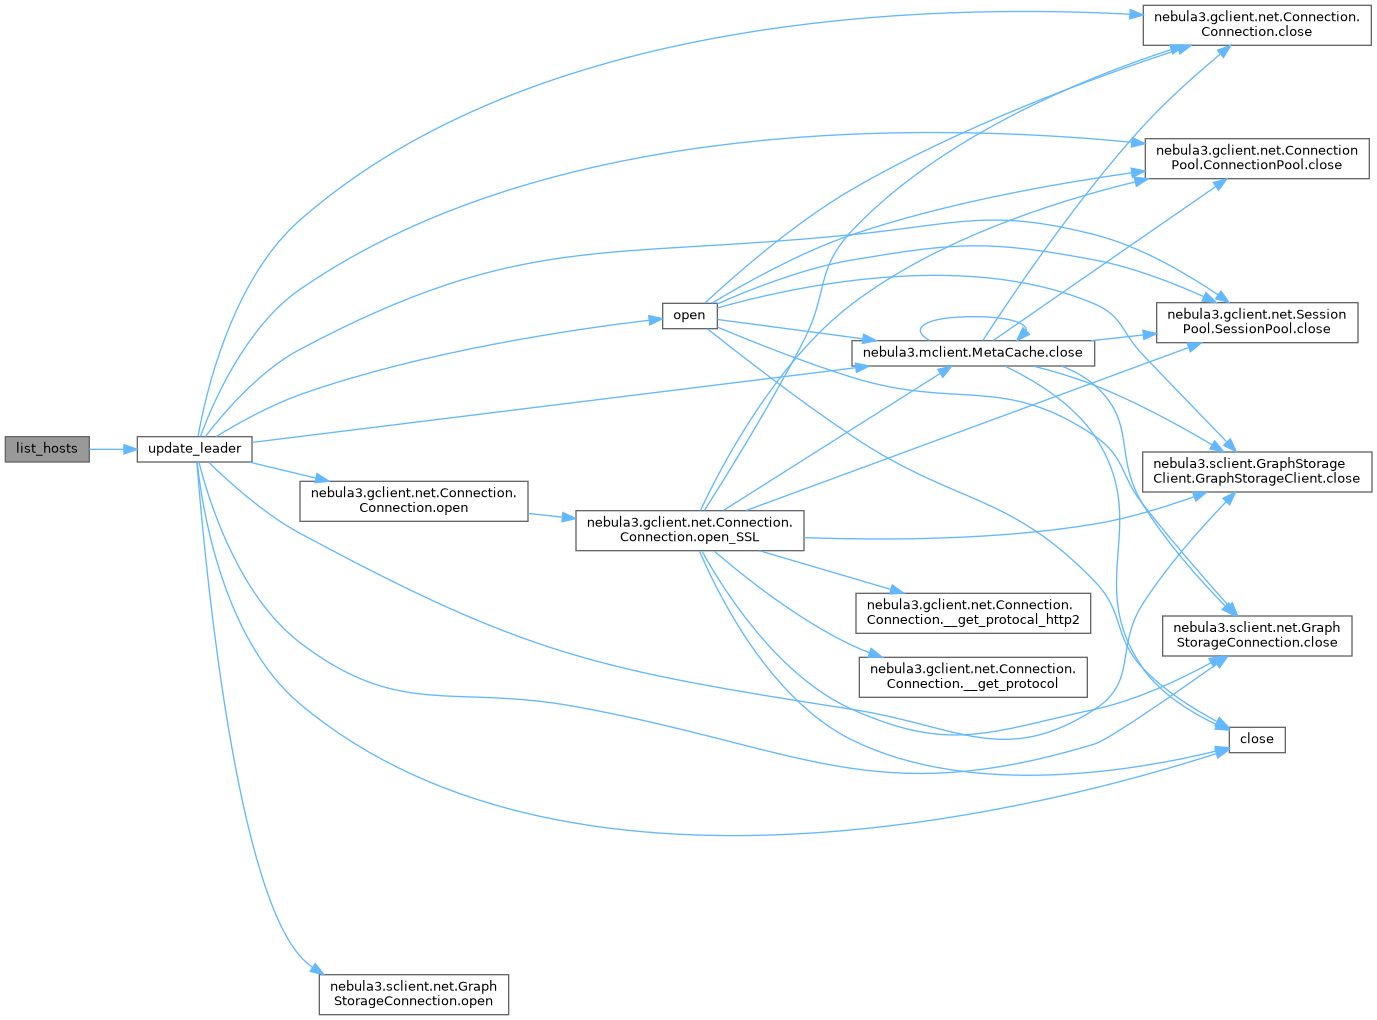 nebula3.gclient.net.Connection.
Connection.close
nebula3.gclient.net.Connection
Pool.ConnectionPool.close
nebula3.gclient.net.Session
Pool.SessionPool.close
open
nebula3.mclient.MetaCache.close
list_hosts
update_leader
nebula3.sclient.GraphStorage
Client.GraphStorageClient.close
nebula3.gclient.net.Connection.
Connection.open
nebula3.gclient.net.Connection.
Connection.open_SSL
nebula3.gclient.net.Connection.
Connection.__get_protocal_http2
nebula3.sclient.net.Graph
StorageConnection.close
nebula3.gclient.net.Connection.
Connection.__get_protocol
close
nebula3.sclient.net.Graph
StorageConnection.open